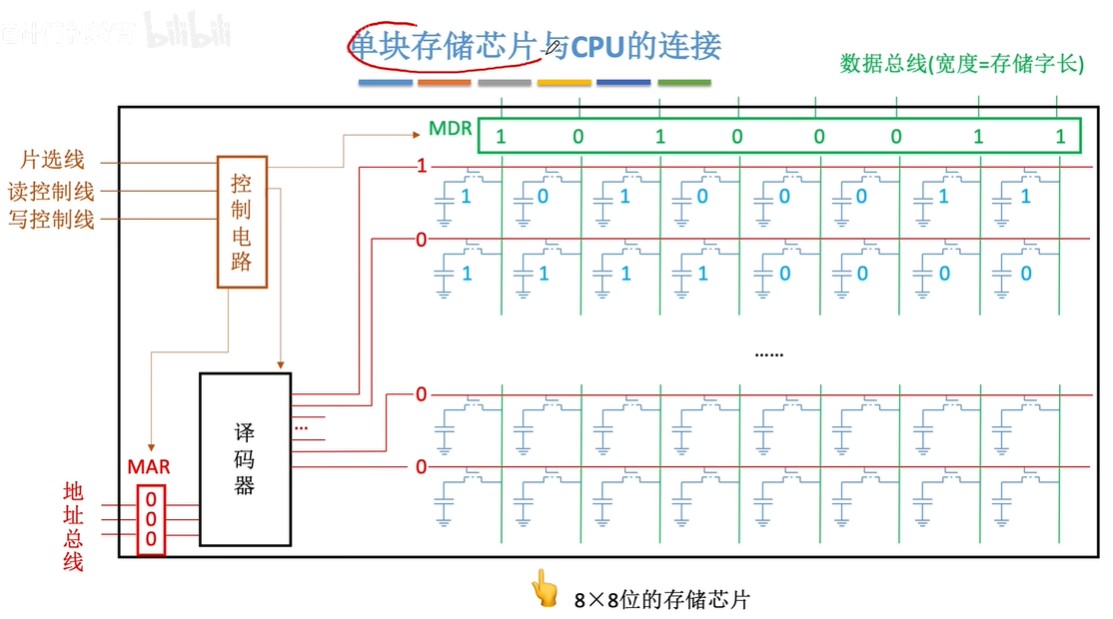 bilibili
单块存储芯片与CPU的连接
数据总线(宽度=存储字长)
MDR
1 0 1 0 0 0 1 1
片选线
读控制线
写控制线
控制电路
1
1 0 1 0 0 0 1 1
0
1 1 1 1 0 0 0 0
……
0
0
译码器
...
MAR
地址总线
0
0
0
8×8位的存储芯片